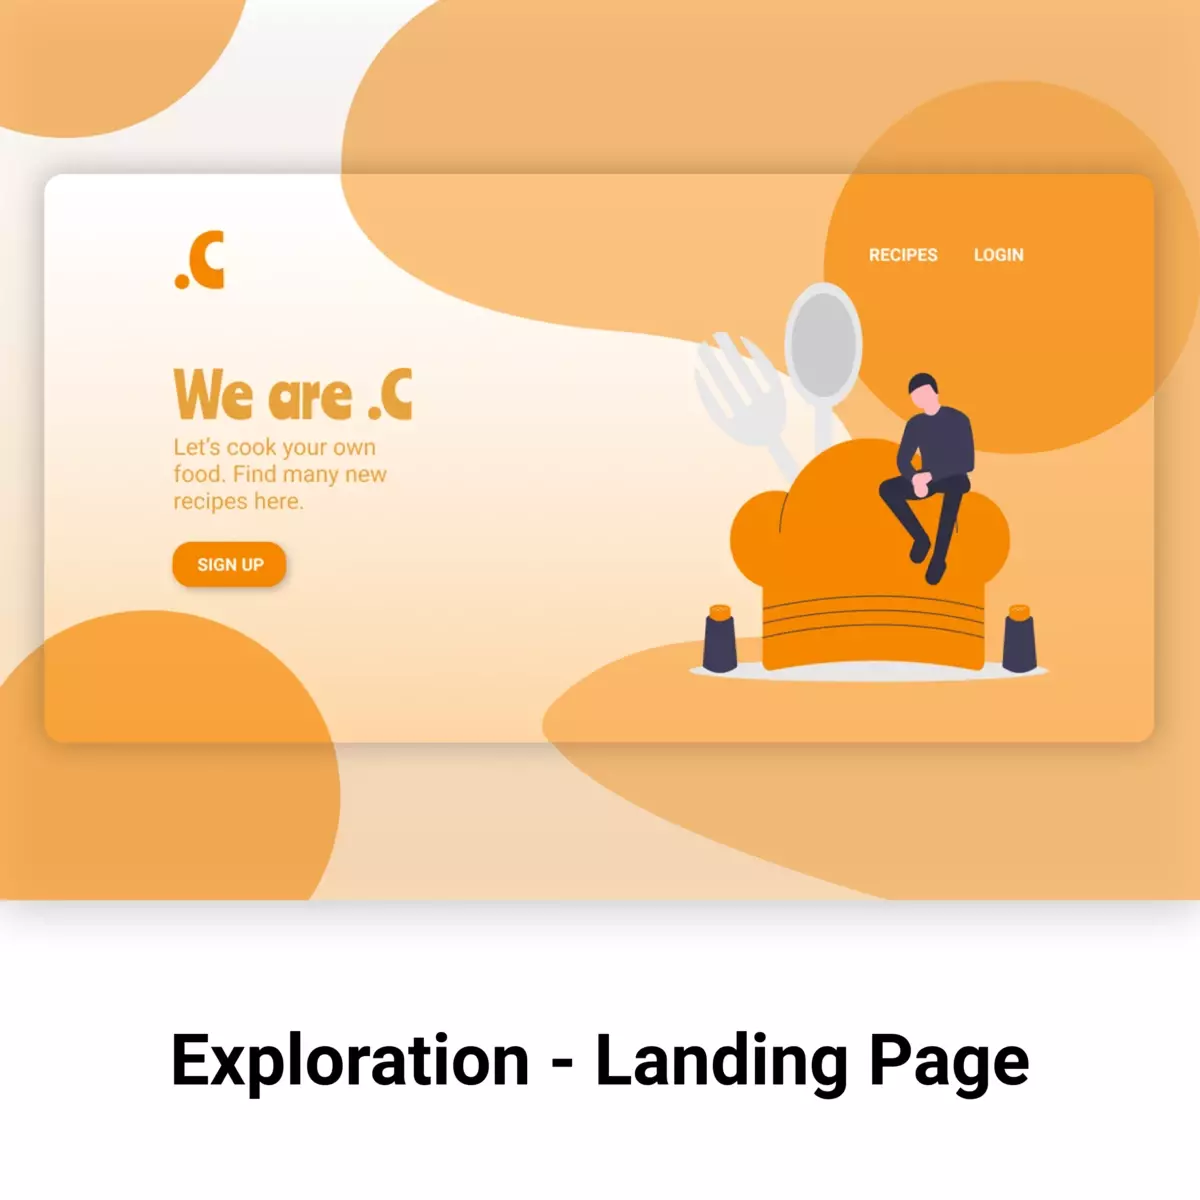 .C
RECIPES LOGIN
We are .C
Let's cook your own
food. Find many new
recipes here.
SIGN UP
Exploration - Landing Page